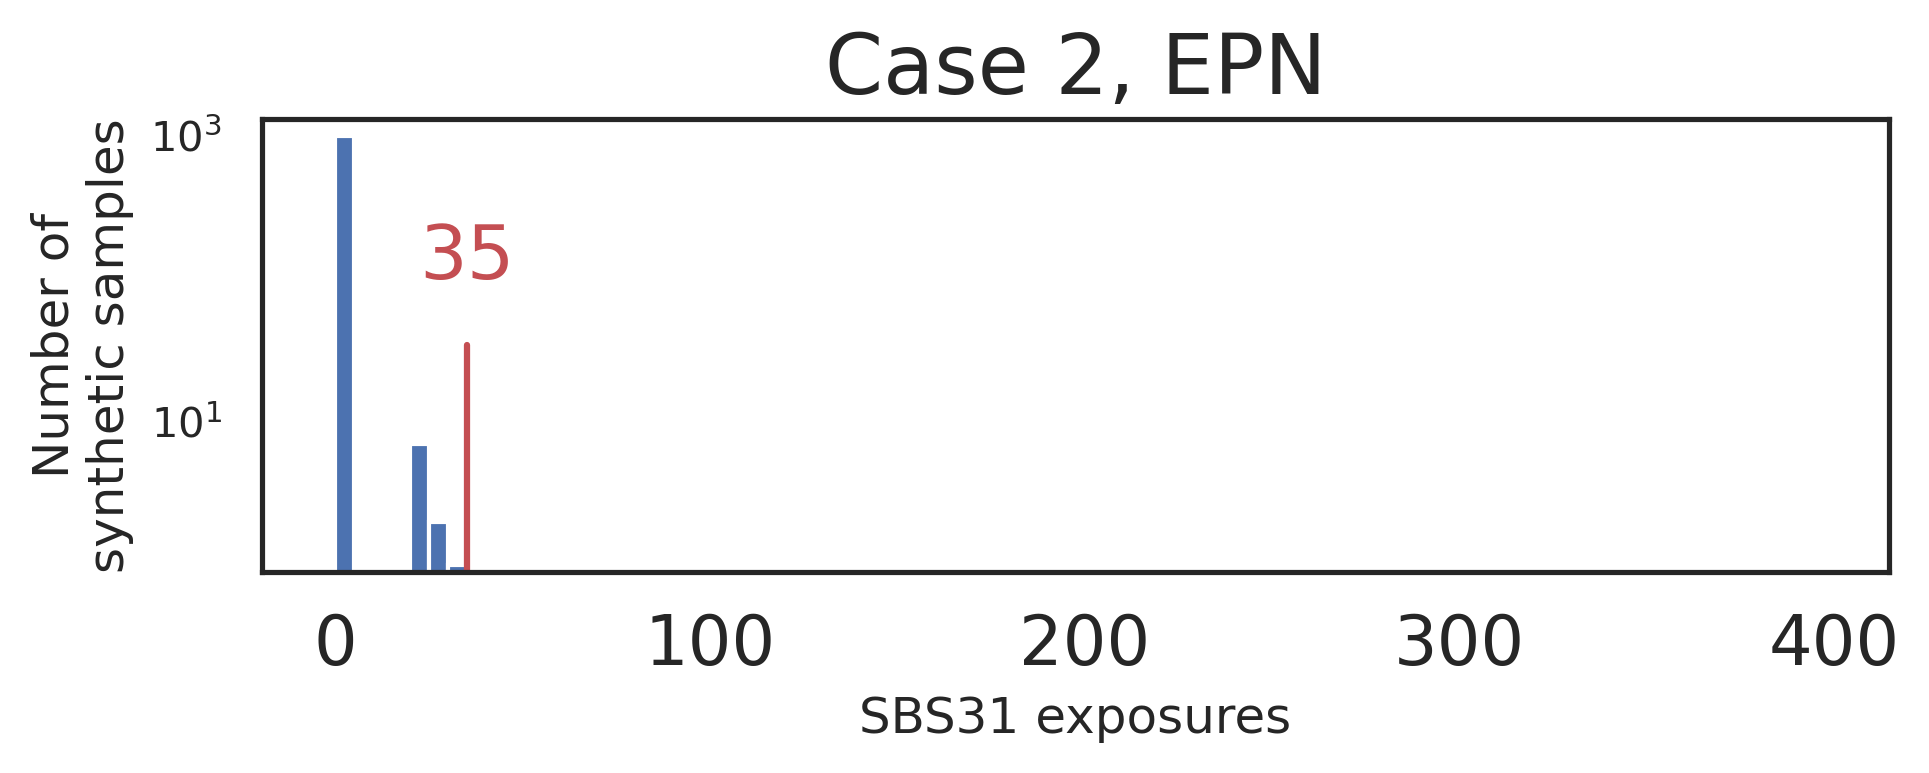 Case 2, EPN
Number of
synthetic samples
10³
10¹
35
0 100 200 300 400
SBS31 exposures